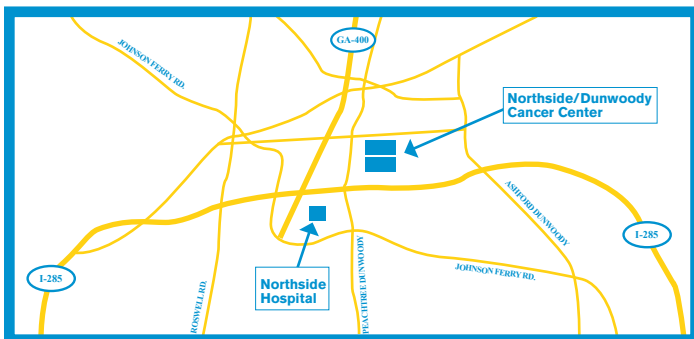 GA-400
JOHNSON FERRY RD.
Northside/Dunwoody
Cancer Center
ASHFORD DUNWOODY
I-285
I-285
Northside
Hospital
ROSWELL RD.
PEACHTREE DUNWOODY
JOHNSON FERRY RD.